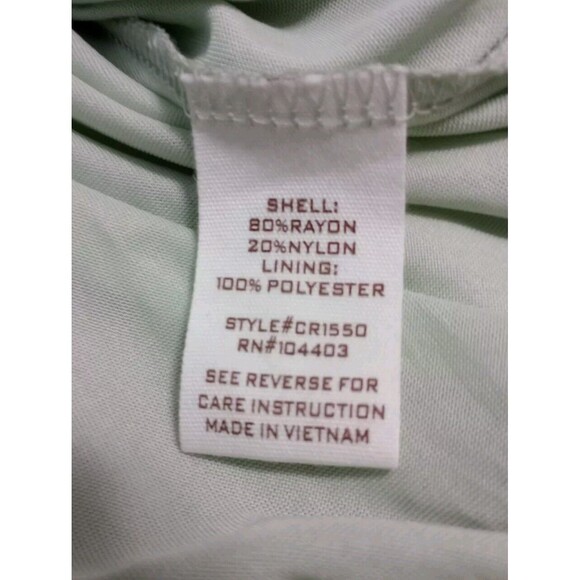 SHELL:
80%RAYON
20%NYLON
LINING:
100% POLYESTER
STYLE#CR1550
RN#104403
SEE REVERSE FOR
CARE INSTRUCTION
MADE IN VIETNAM